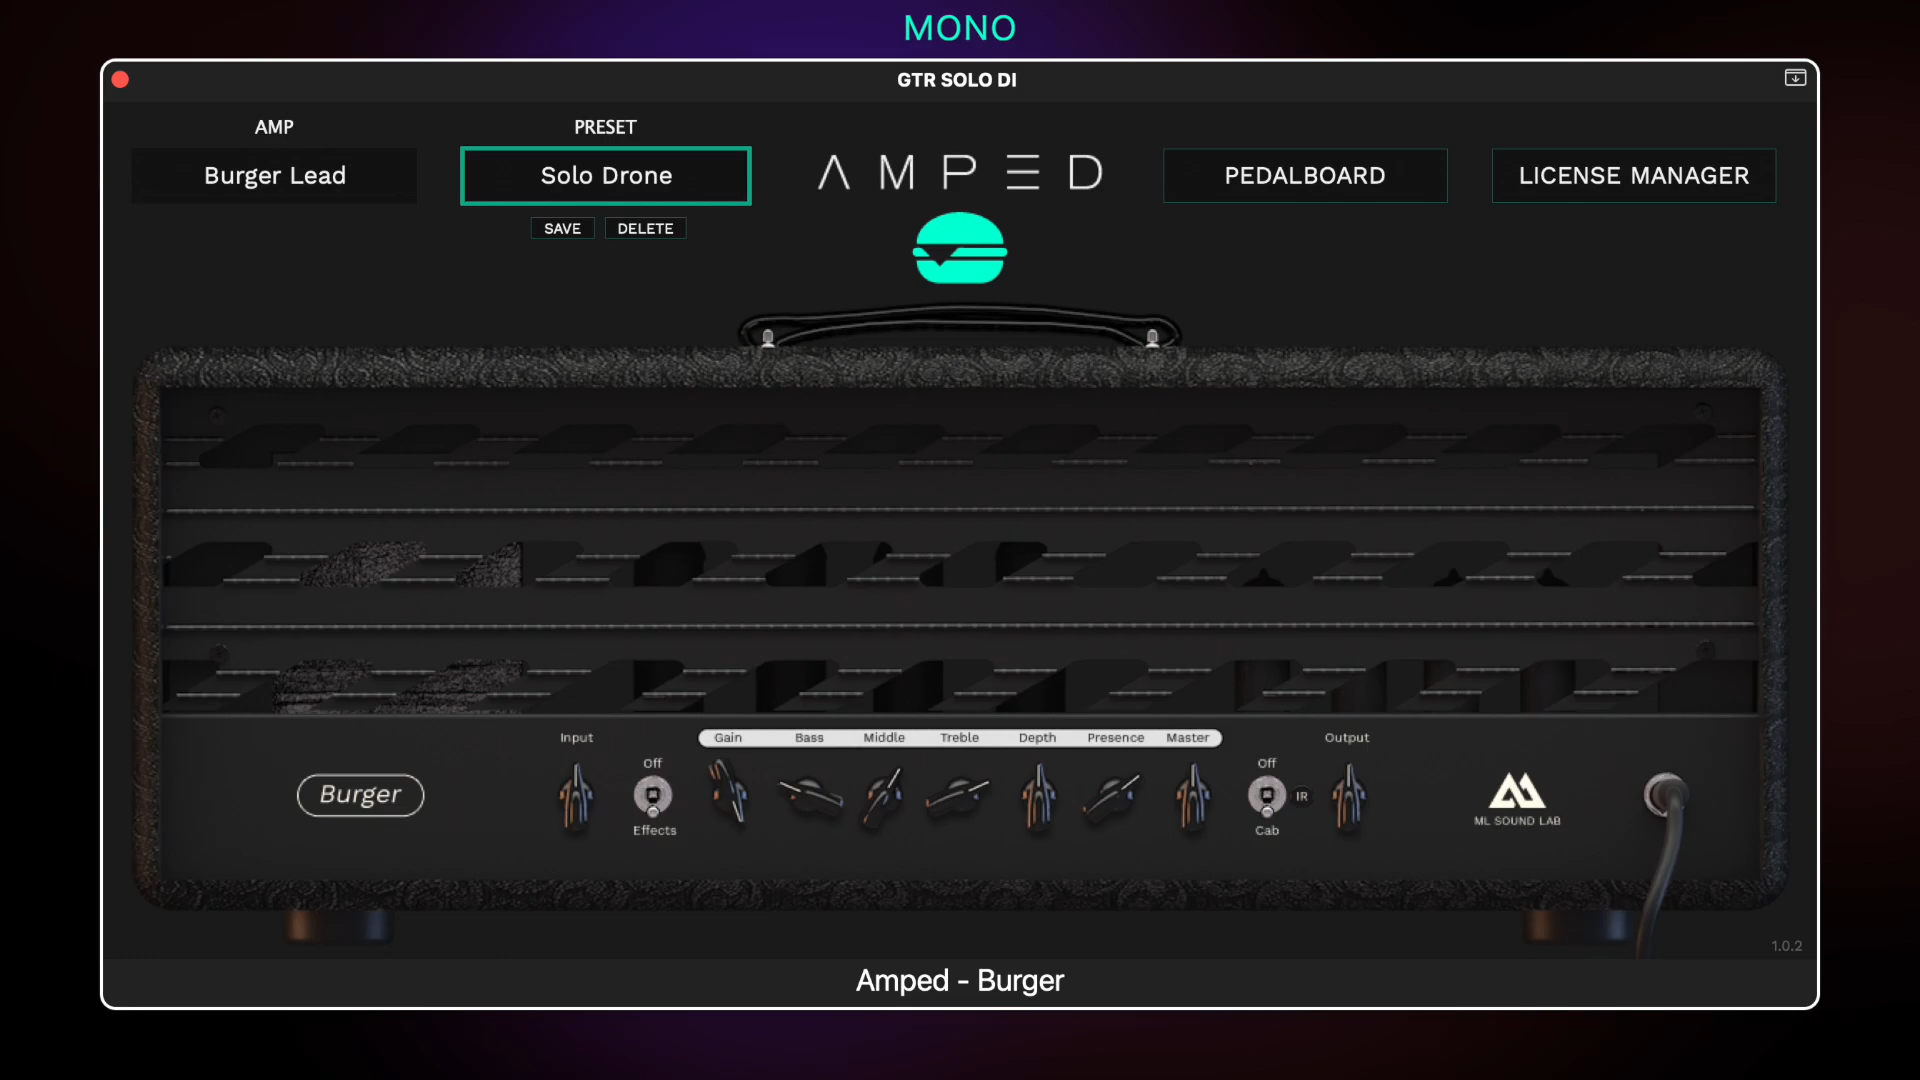 MONO
GTR SOLO DI
AMP
PRESET
Burger Lead
Solo Drone
AMPED
PEDALBOARD
LICENSE MANAGER
SAVE
DELETE
Input
Gain
Bass
Middle
Treble
Depth
Presence
Master
Output
Off
Off
Burger
IR
Effects
Cab
ML SOUND LAB
1.0.2
Amped - Burger